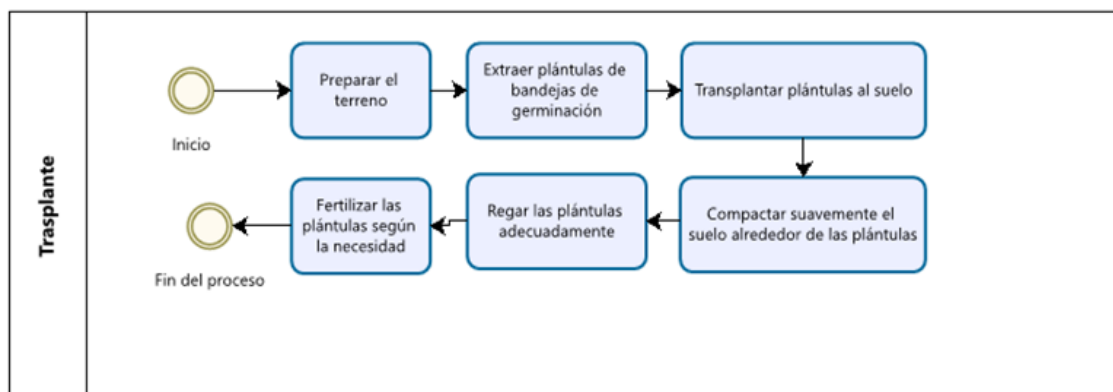 Trasplante
Inicio
Preparar el
terreno
Extraer plántulas de
bandejas de
germinación
Transplantar plántulas al suelo
Compactar suavemente el
suelo alrededor de las plántulas
Regar las plántulas
adecuadamente
Fertilizar las
plántulas según
la necesidad
Fin del proceso